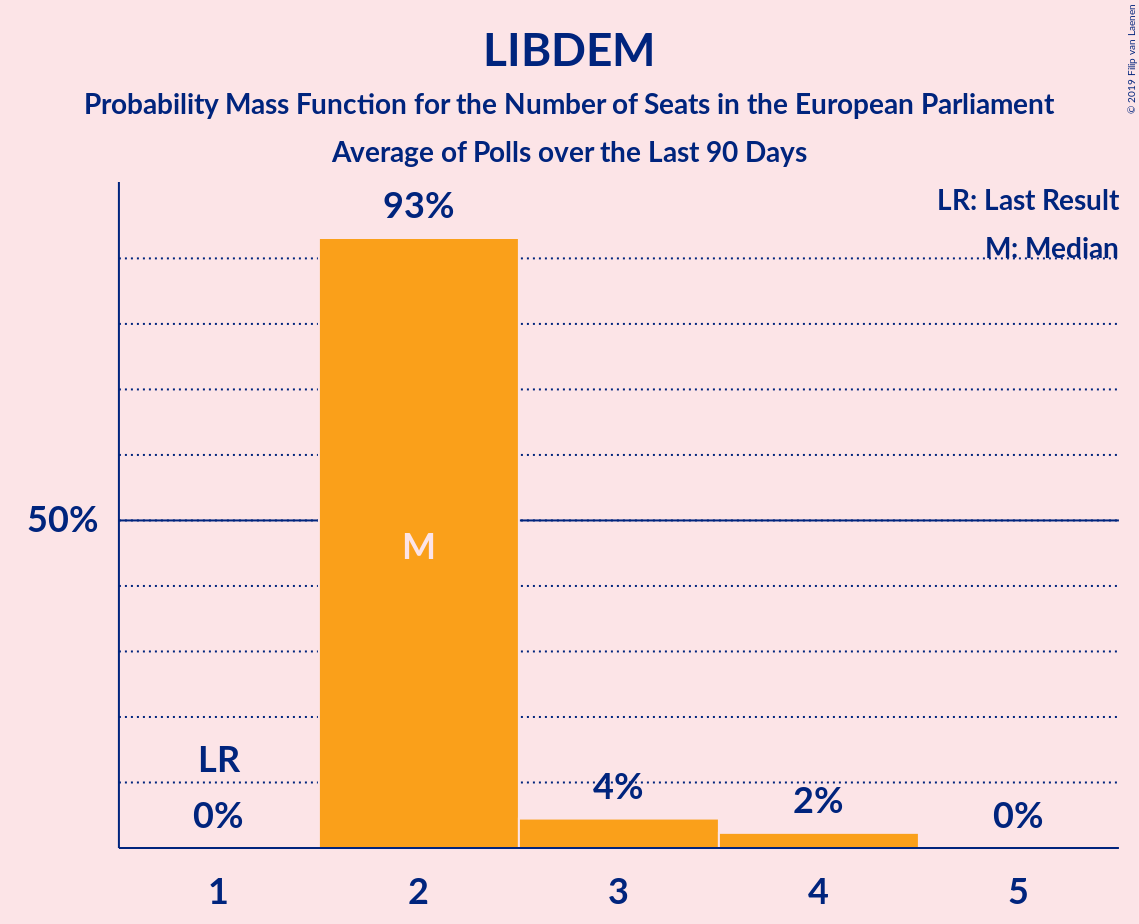 LIBDEM
Probability Mass Function for the Number of Seats in the European Parliament
Average of Polls over the Last 90 Days
© 2019 Filip van Laenen
LR: Last Result
M: Median
93%
50%
M
LR
0%
4%
2%
0%
1 2 3 4 5